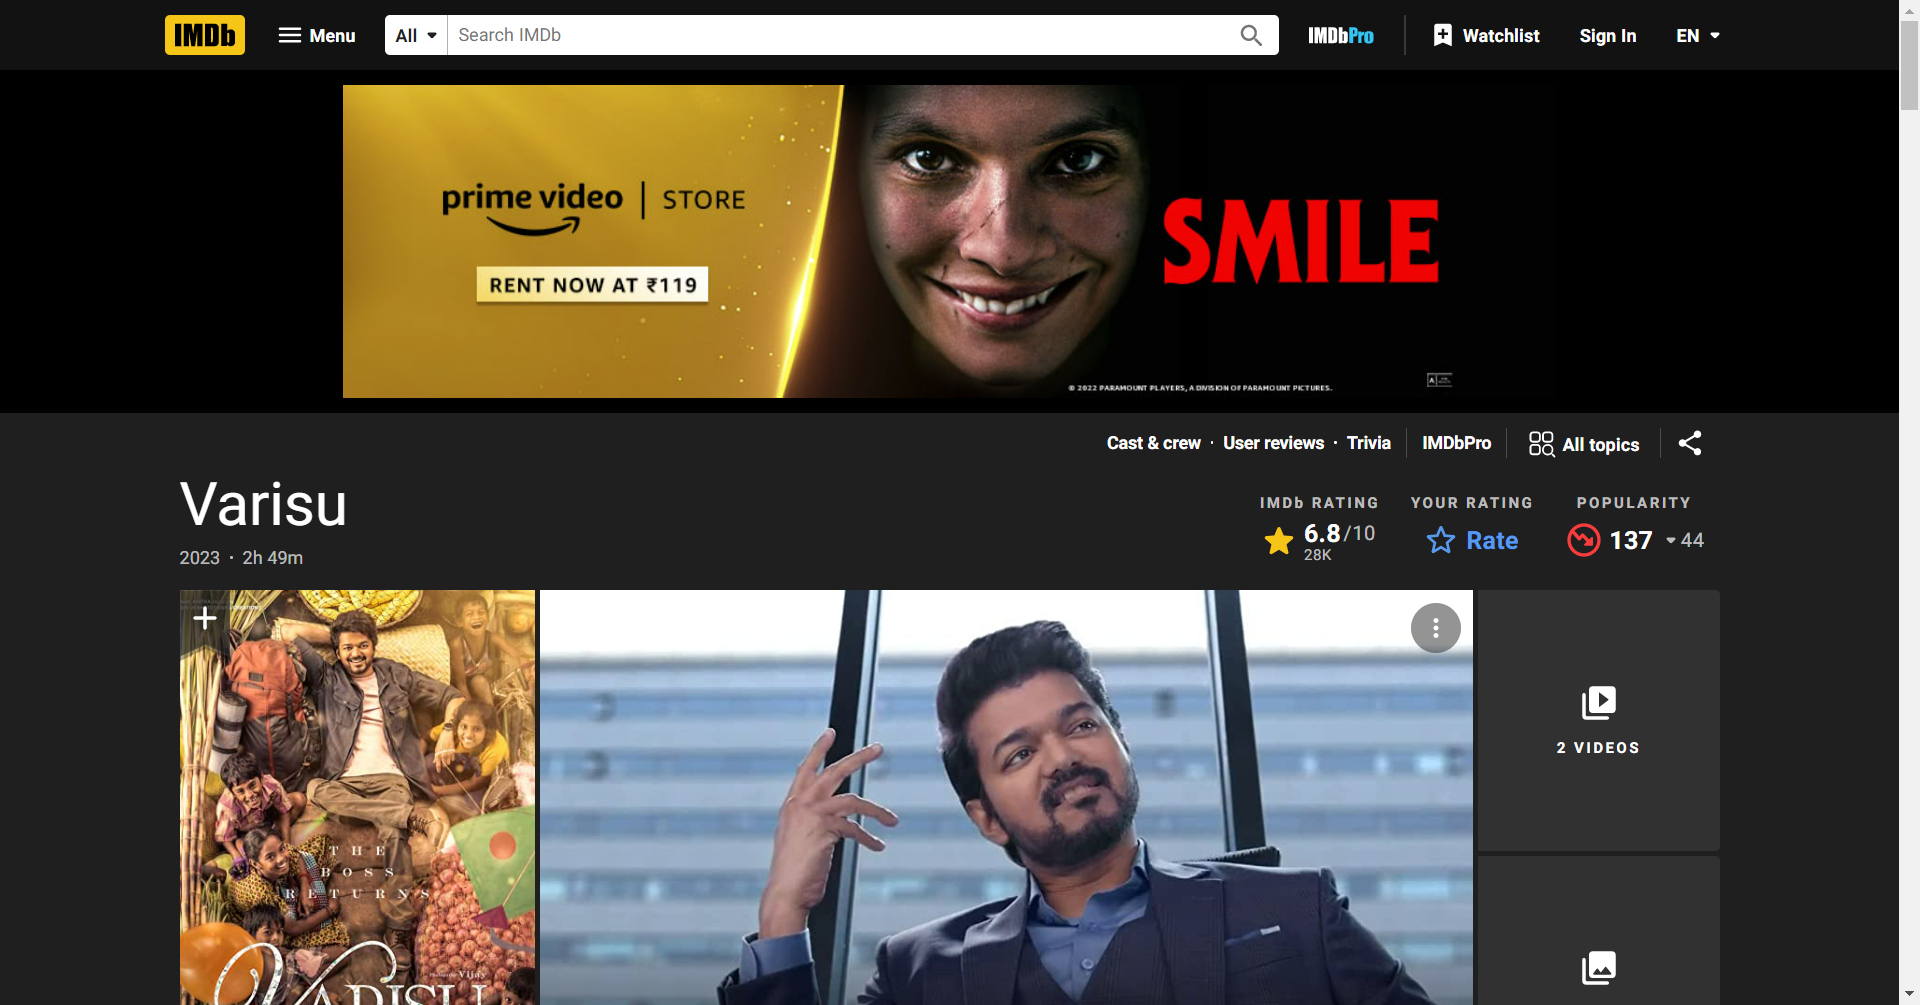 IMDb
Menu
All
Search IMDb
IMDbPro
Watchlist
Sign In
EN
prime video | STORE
RENT NOW AT ₹119
SMILE
© 2022 PARAMOUNT PLAYERS, A DIVISION OF PARAMOUNT PICTURES.
Cast & crew · User reviews · Trivia
IMDbPro
All topics
Varisu
2023 · 2h 49m
IMDb RATING
6.8/10
28K
YOUR RATING
Rate
POPULARITY
137
44
THE
BOSS
RETURNS
Vijay
VARISU
2 VIDEOS